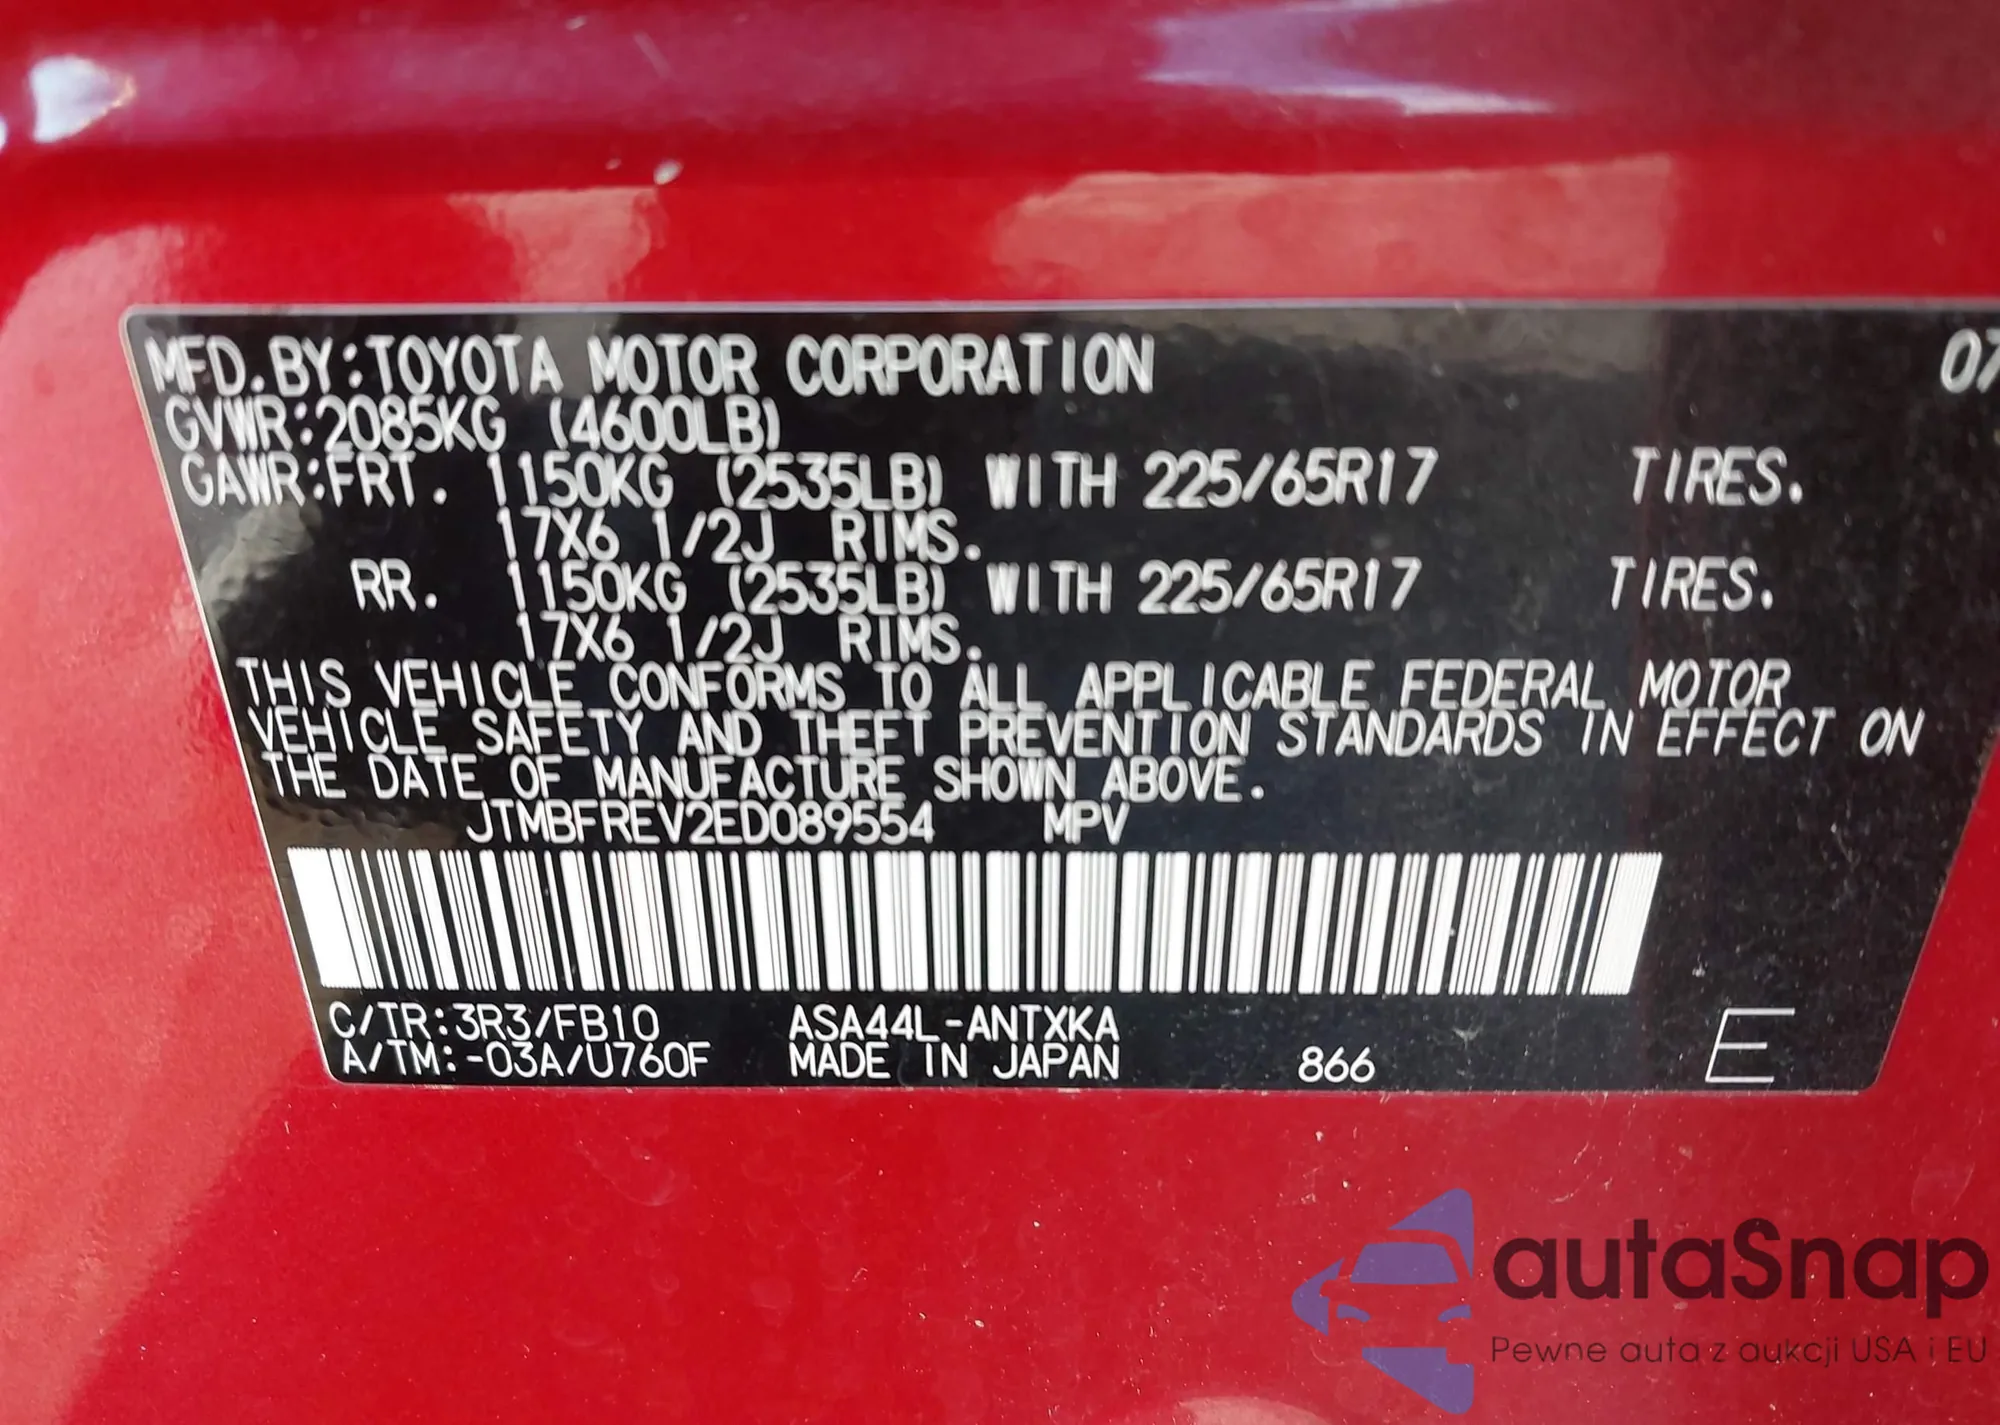 MFD.BY:TOYOTA MOTOR CORPORATION 07
GVWR:2085KG (4600LB)
GAWR:FRT. 1150KG (2535LB) WITH 225/65R17 TIRES.
17X6 1/2J RIMS.
RR. 1150KG (2535LB) WITH 225/65R17 TIRES.
17X6 1/2J RIMS.
THIS VEHICLE CONFORMS TO ALL APPLICABLE FEDERAL MOTOR
VEHICLE SAFETY AND THEFT PREVENTION STANDARDS IN EFFECT ON
THE DATE OF MANUFACTURE SHOWN ABOVE.
JTMBFREV2ED089554 MPV
C/TR:3R3/FB10 ASA44L-ANTXKA
A/TM:-03A/U760F MADE IN JAPAN 866 E
autaSnap
Pewne auta z aukcji USA i EU